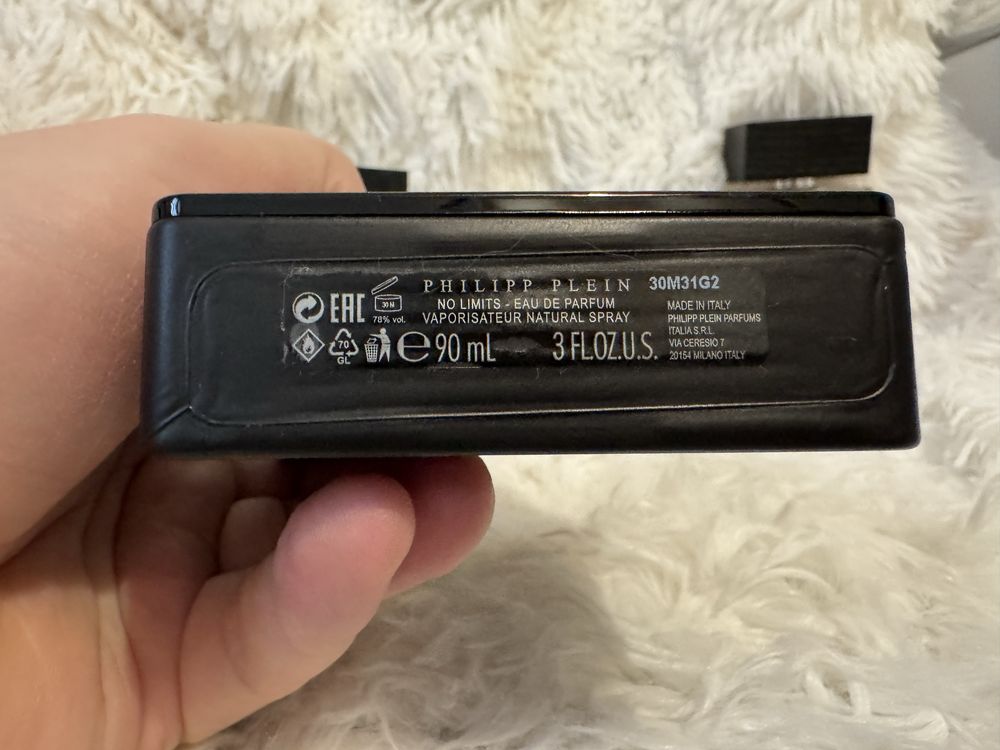 PHILIPP PLEIN 30M31G2
EAC
30 M
78% vol.
NO LIMITS - EAU DE PARFUM
VAPORISATEUR NATURAL SPRAY
70
GL
℮ 90 mL 3 FL.OZ.U.S.
MADE IN ITALY
PHILIPP PLEIN PARFUMS
ITALIA S.R.L.
VIA CERESIO 7
20154 MILANO ITALY